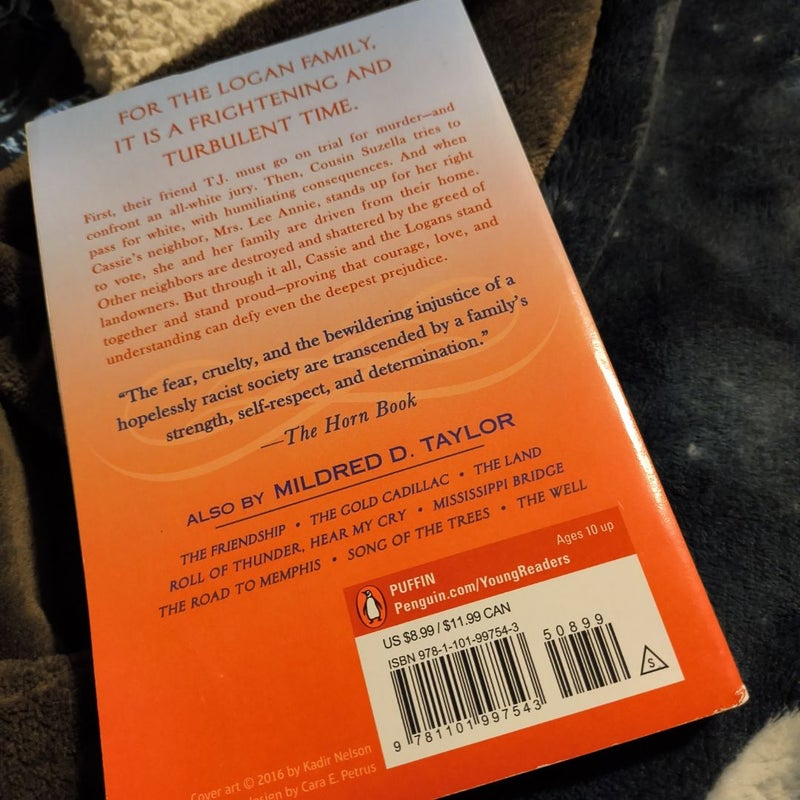 FOR THE LOGAN FAMILY,
IT IS A FRIGHTENING AND
TURBULENT TIME.
First, their friend T.J. must go on trial for murder—and
confront an all-white jury. Then, Cousin Suzella tries to
pass for white, with humiliating consequences. And when
Cassie's neighbor, Mrs. Lee Annie, stands up for her right
to vote, she and her family are driven from their home.
Other neighbors are destroyed and shattered by the greed of
landowners. But through it all, Cassie and the Logans stand
together and stand proud—proving that courage, love, and
understanding can defy even the deepest prejudice.
"The fear, cruelty, and the bewildering injustice of a
hopelessly racist society are transcended by a family's
strength, self-respect, and determination."
—The Horn Book
ALSO BY MILDRED D. TAYLOR
THE FRIENDSHIP • THE GOLD CADILLAC • THE LAND
ROLL OF THUNDER, HEAR MY CRY • MISSISSIPPI BRIDGE
THE ROAD TO MEMPHIS • SONG OF THE TREES • THE WELL
Ages 10 up
PUFFIN
Penguin.com/YoungReaders
US $8.99 / $11.99 CAN
ISBN 978-1-101-99754-3
50899
9 781101 997543
S
Cover art © 2016 by Kadir Nelson
design by Cara E. Petrus